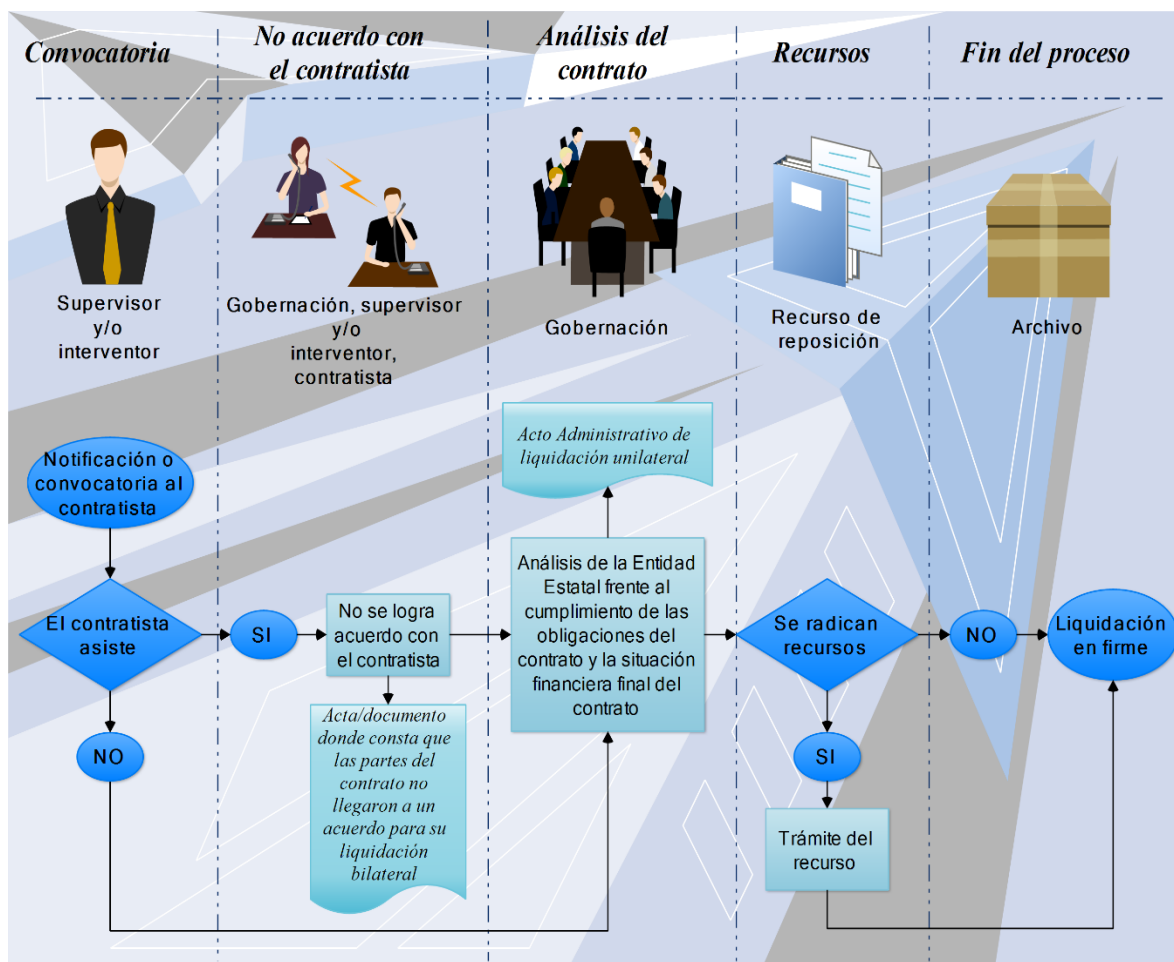 Convocatoria
No acuerdo con
el contratista
Análisis del
contrato
Recursos
Fin del proceso
Supervisor
y/o
interventor
Gobernación, supervisor
y/o
interventor,
contratista
Gobernación
Recurso de
reposición
Archivo
Acto Administrativo de
liquidación unilateral
Notificación o
convocatoria al
contratista
El contratista
asiste
SI
No se logra
acuerdo con
el contratista
Análisis de la Entidad
Estatal frente al
cumplimiento de las
obligaciones del
contrato y la situación
financiera final del
contrato
Se radican
recursos
NO
Liquidación
en firme
NO
Acta/documento
donde consta que
las partes del
contrato no
llegaron a un
acuerdo para su
liquidación
bilateral
SI
Trámite del
recurso